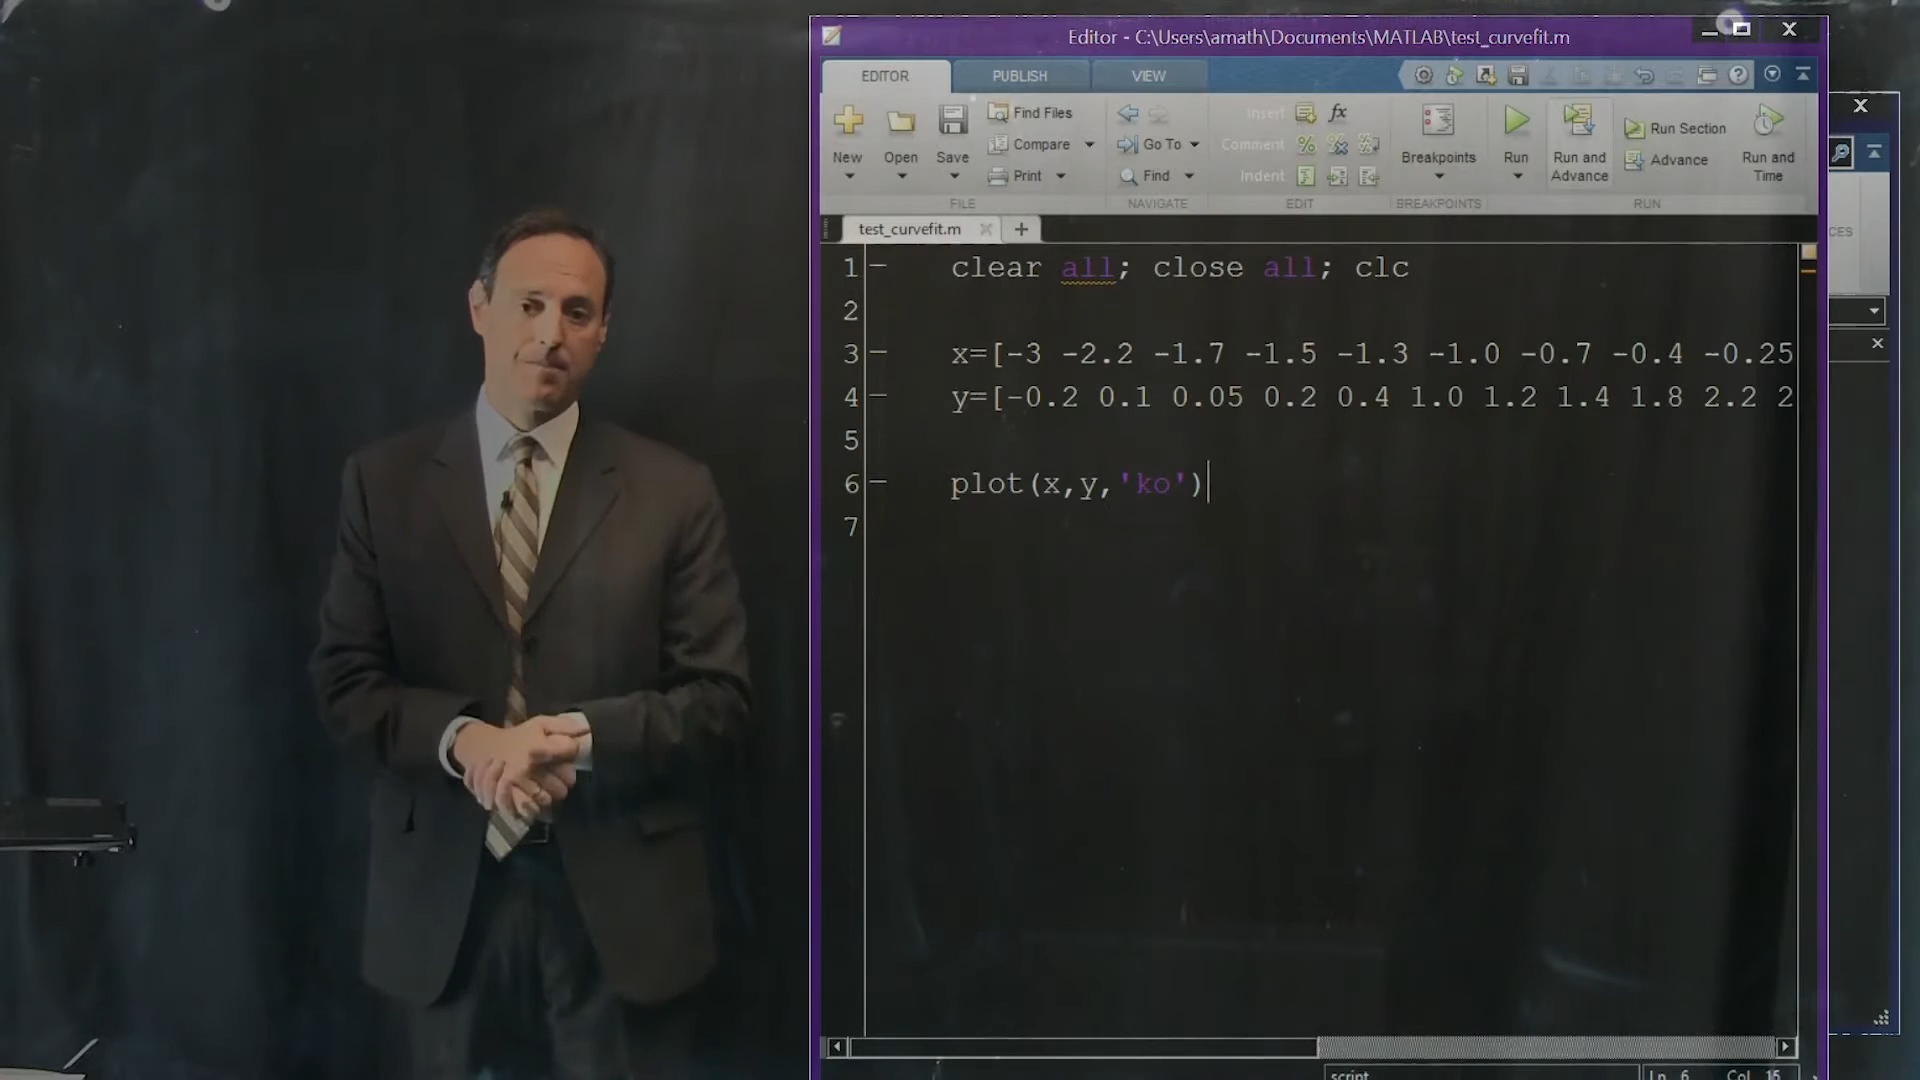 Editor - C:\Users\amath\Documents\MATLAB\test_curvefit.m
EDITOR PUBLISH VIEW
New Open Save Find Files Compare Print
Go To Find
Insert fx
Comment
Indent
Breakpoints Run Run and Advance Run Section Advance Run and Time
FILE NAVIGATE EDIT BREAKPOINTS RUN
test_curvefit.m
1 clear all; close all; clc
2
3 x=[-3 -2.2 -1.7 -1.5 -1.3 -1.0 -0.7 -0.4 -0.25
4 y=[-0.2 0.1 0.05 0.2 0.4 1.0 1.2 1.4 1.8 2.2 2
5
6 plot(x,y,'ko')
7
script Ln 6 Col 15